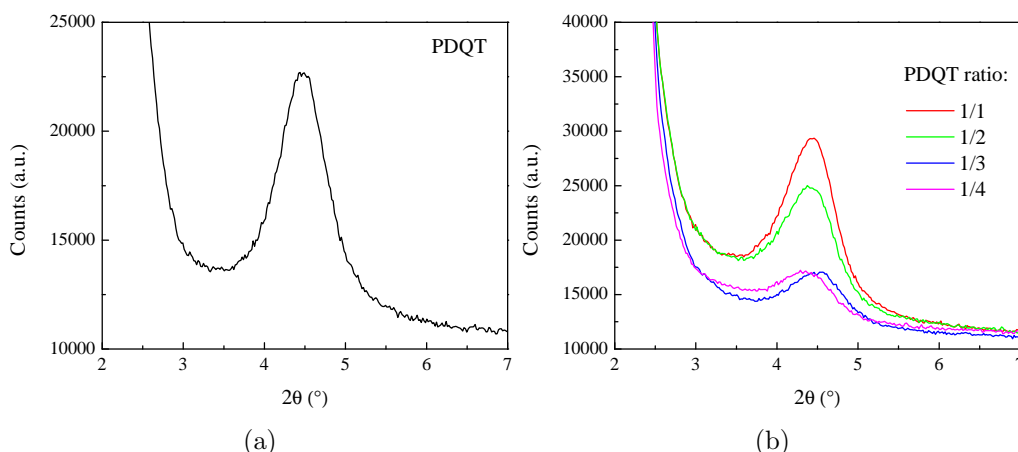 PDQT
25000
20000
15000
10000
Counts (a.u.)
2 3 4 5 6 7
2θ (°)
(a)
PDQT ratio:
1/1
1/2
1/3
1/4
40000
35000
30000
25000
20000
15000
10000
Counts (a.u.)
2 3 4 5 6 7
2θ (°)
(b)